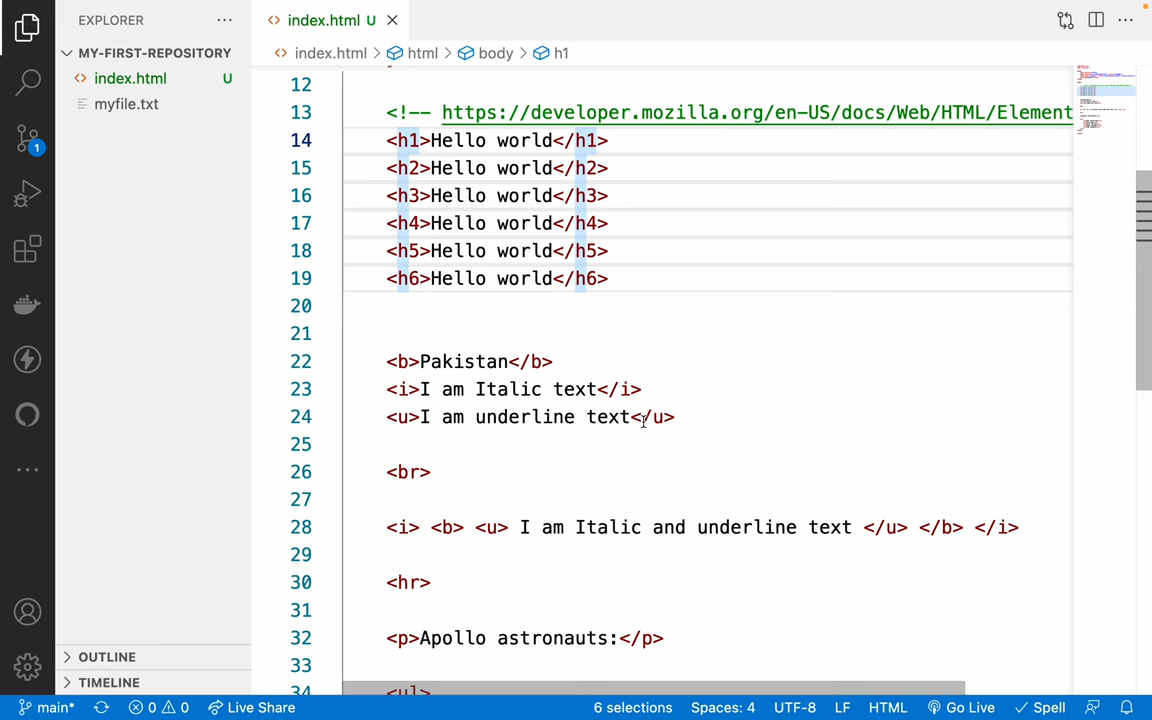 EXPLORER
MY-FIRST-REPOSITORY
index.html U
myfile.txt
OUTLINE
TIMELINE
1
index.html U
index.html > html > body > h1
12
13 <!-- https://developer.mozilla.org/en-US/docs/Web/HTML/Element
14 <h1>Hello world</h1>
15 <h2>Hello world</h2>
16 <h3>Hello world</h3>
17 <h4>Hello world</h4>
18 <h5>Hello world</h5>
19 <h6>Hello world</h6>
20
21
22 <b>Pakistan</b>
23 <i>I am Italic text</i>
24 <u>I am underline text</u>
25
26 <br>
27
28 <i> <b> <u> I am Italic and underline text </u> </b> </i>
29
30 <hr>
31
32 <p>Apollo astronauts:</p>
33
34 <ul>
main* 0 0 Live Share 6 selections Spaces: 4 UTF-8 LF HTML Go Live Spell